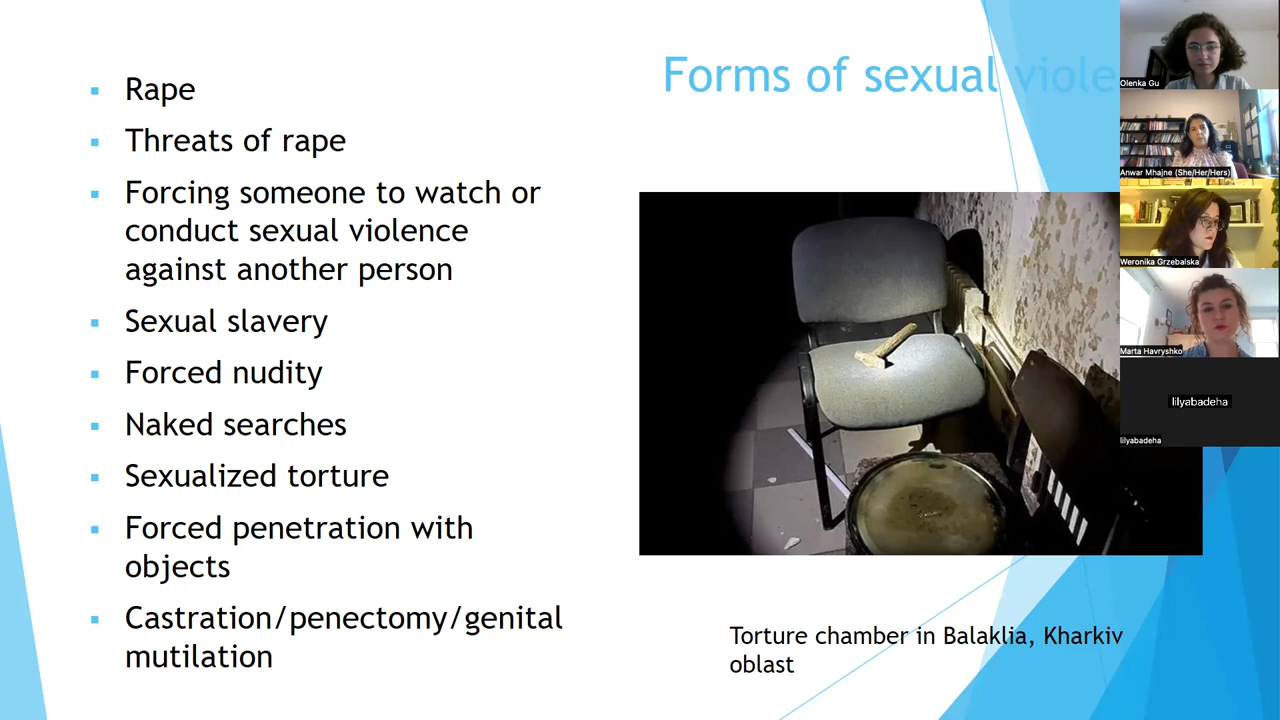 Forms of sexual viole
Rape
Threats of rape
Forcing someone to watch or
conduct sexual violence
against another person
Sexual slavery
Forced nudity
Naked searches
Sexualized torture
Forced penetration with
objects
Castration/penectomy/genital
mutilation
Torture chamber in Balaklia, Kharkiv
oblast
Olenka Gu
Anwar Mhajne (She/Her/Hers)
Weronika Grzebalska
Marta Havryshko
lilyabadeha
lilyabadeha